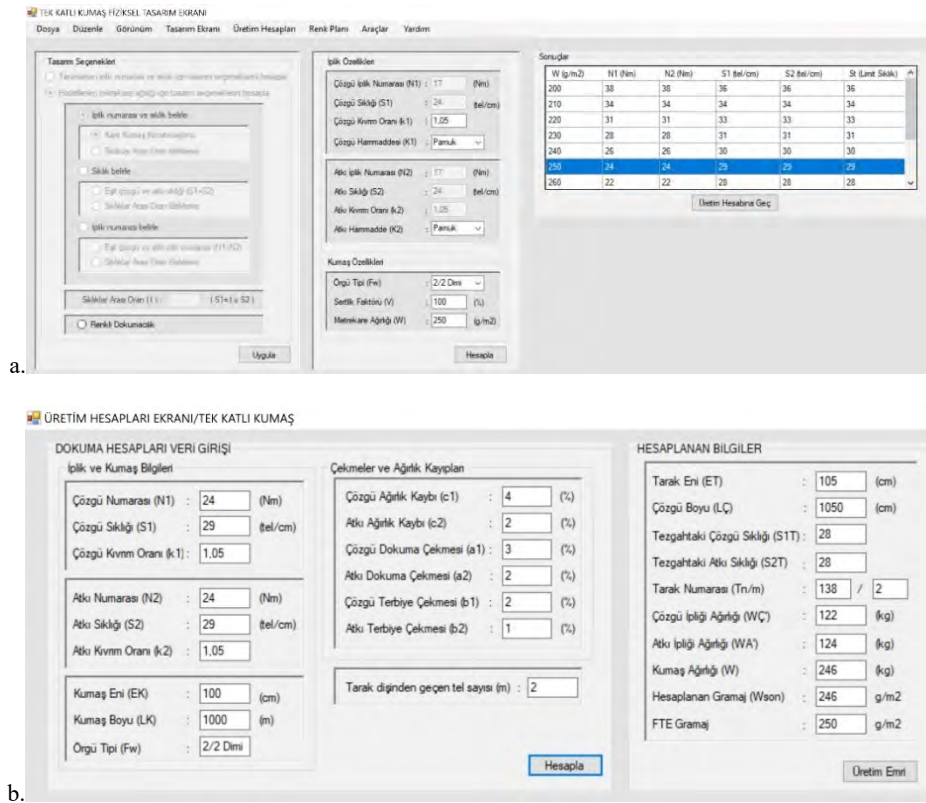 TEK KATLI KUMAŞ FİZİKSEL TASARIM EKRANI
Dosya Düzenle Görünüm Tasarım Ekranı Üretim Hesapları Renk Planı Araçlar Yardım
Tasarım Seçenekleri
İplik numarası ve sıklık belirle
Sıklık belirle
Eşit çözgü ve atkı sıklığı (S1=S2)
Sıklıklar Arası Oran Belirleme
İplik numarası belirle
Sıklıklar Arası Oran Belirleme
Sıklıklar Arası Oran ( t ) : ( S1=t x S2 )
Renkli Dokumacılık
Uygula
İplik Özellikleri
Çözgü İplik Numarası (N1) : 17 (Nm)
Çözgü Sıklığı (S1) : 24 (tel/cm)
Çözgü Kıvrım Oranı (k1) : 1,05
Çözgü Hammaddesi (K1) : Pamuk
Atkı İplik Numarası (N2) : 17 (Nm)
Atkı Sıklığı (S2) : 24 (tel/cm)
Atkı Kıvrım Oranı (k2) : 1,05
Atkı Hammadde (K2) : Pamuk
Kumaş Özellikleri
Örgü Tipi (Fw) : 2/2 Dimi
Sertlik Faktörü (V) : 100 (%)
Metrekare Ağırlığı (W) : 250 (g/m2)
Hesapla
Sonuçlar
W (g/m2) N1 (Nm) N2 (Nm) S1 (tel/cm) S2 (tel/cm) St (Limit Sıklık)
200 38 38 36 36 36
210 34 34 34 34 34
220 31 31 33 33 33
230 28 28 31 31 31
240 26 26 30 30 30
250 24 24 29 29 29
260 22 22 28 28 28
Üretim Hesabına Geç
a.
ÜRETİM HESAPLARI EKRANI/TEK KATLI KUMAŞ
DOKUMA HESAPLARI VERİ GİRİŞİ
İplik ve Kumaş Bilgileri
Çözgü Numarası (N1) : 24 (Nm)
Çözgü Sıklığı (S1) : 29 (tel/cm)
Çözgü Kıvrım Oranı (k1) : 1.05
Atkı Numarası (N2) : 24 (Nm)
Atkı Sıklığı (S2) : 29 (tel/cm)
Atkı Kıvrım Oranı (k2) : 1,05
Kumaş Eni (EK) : 100 (cm)
Kumaş Boyu (LK) : 1000 (m)
Örgü Tipi (Fw) : 2/2 Dimi
Çekmeler ve Ağırlık Kayıpları
Çözgü Ağırlık Kaybı (c1) : 4 (%)
Atkı Ağırlık Kaybı (c2) : 2 (%)
Çözgü Dokuma Çekmesi (a1) : 3 (%)
Atkı Dokuma Çekmesi (a2) : 2 (%)
Çözgü Terbiye Çekmesi (b1) : 2 (%)
Atkı Terbiye Çekmesi (b2) : 1 (%)
Tarak dişinden geçen tel sayısı (m) : 2
Hesapla
HESAPLANAN BİLGİLER
Tarak Eni (ET) : 105 (cm)
Çözgü Boyu (LÇ) : 1050 (cm)
Tezgahtaki Çözgü Sıklığı (S1T) : 28
Tezgahtaki Atkı Sıklığı (S2T) : 28
Tarak Numarası (Tn/m) : 138 / 2
Çözgü İpliği Ağırlığı (WÇ') : 122 (kg)
Atkı İpliği Ağırlığı (WA') : 124 (kg)
Kumaş Ağırlığı (W) : 246 (kg)
Hesaplanan Gramaj (Wson) : 246 g/m2
FTE Gramaj : 250 g/m2
Üretim Emri
b.